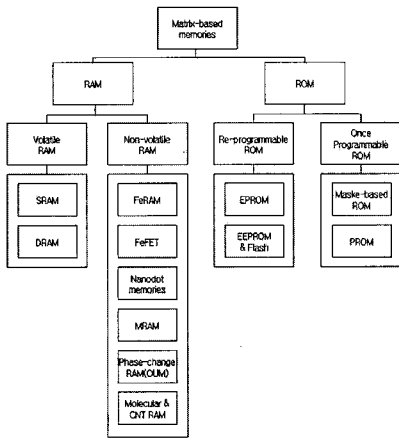 Matrix-based
memories
RAM
ROM
Volatile
RAM
Non-volatile
RAM
Re-programmable
ROM
Once
Programmable
ROM
SRAM
DRAM
FeRAM
FeFET
Nanodot
memories
MRAM
Phase-change
RAM(OUM)
Molecular &
CNT RAM
EPROM
EEPROM
& Flash
Maske-based
ROM
PROM